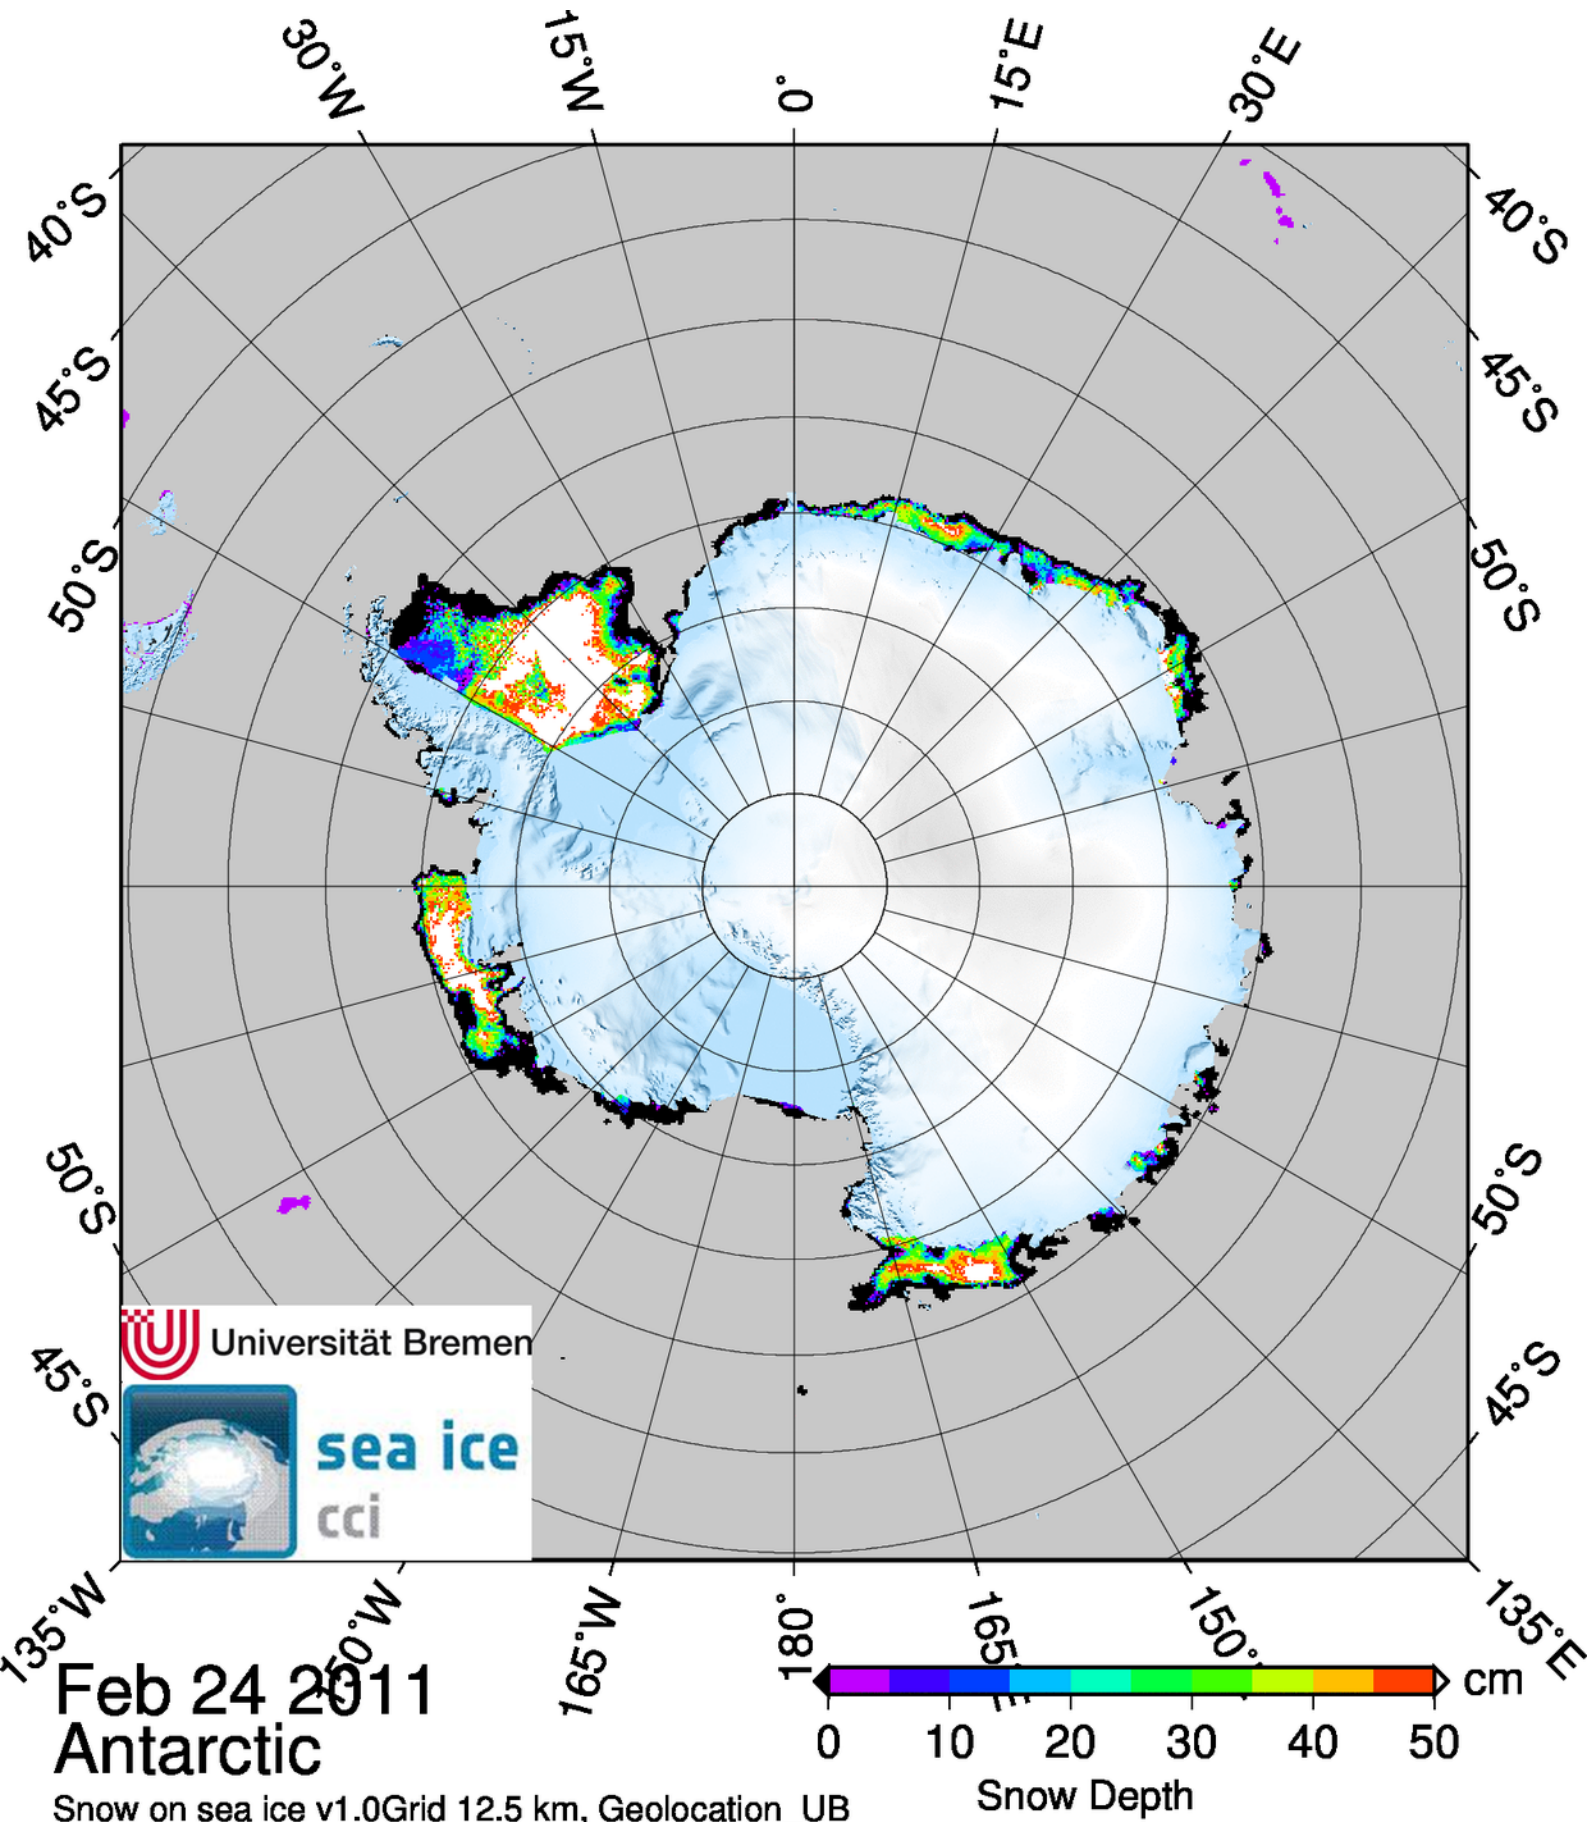 30°W 15°W 0° 15°E 30°E
40°S 40°S
45°S 45°S
50°S 50°S
50°S 50°S
45°S 45°S
Universität Bremen
sea ice
cci
135°W 165°W 180° 165°E 150° 135°E
Feb 24 2011
Antarctic
Snow on sea ice v1.0Grid 12.5 km, Geolocation UB
cm
0 10 20 30 40 50
Snow Depth